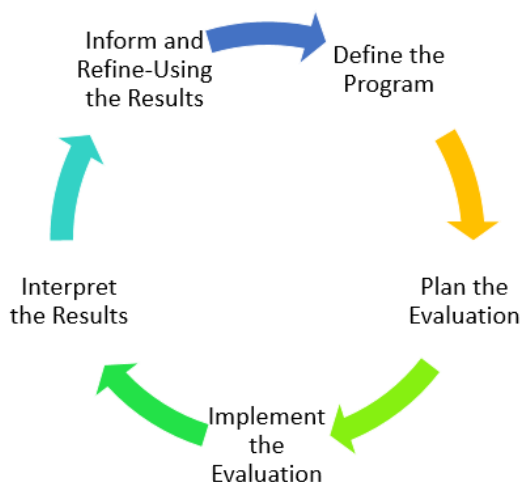 Inform and
Refine-Using
the Results
Define the
Program
Plan the
Evaluation
Implement
the
Evaluation
Interpret
the Results